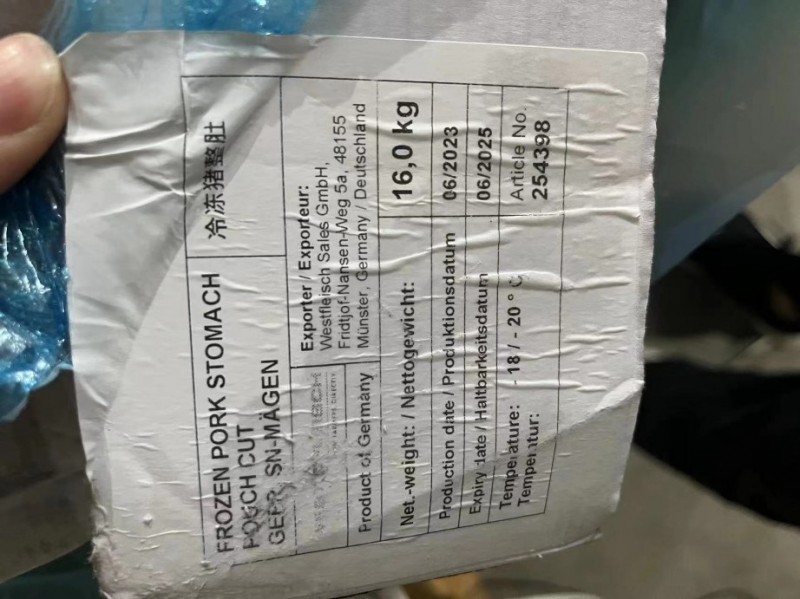 FROZEN PORK STOMACH
POUCH CUT
SN-MÄGEN
冷冻猪整肚
Product of Germany
Exporter / Exporteur:
Westfleisch Sales GmbH,
Fridtjof-Nansen-Weg 5a, 48155
Münster, Germany / Deutschland
Net.-weight: / Nettogewicht:
16,0 kg
Production date / Produktionsdatum
06/2023
Expiry date / Haltbarkeitsdatum
06/2025
Temperature:
Temperatur:
- 18 / - 20 ° C
Article No.
254398